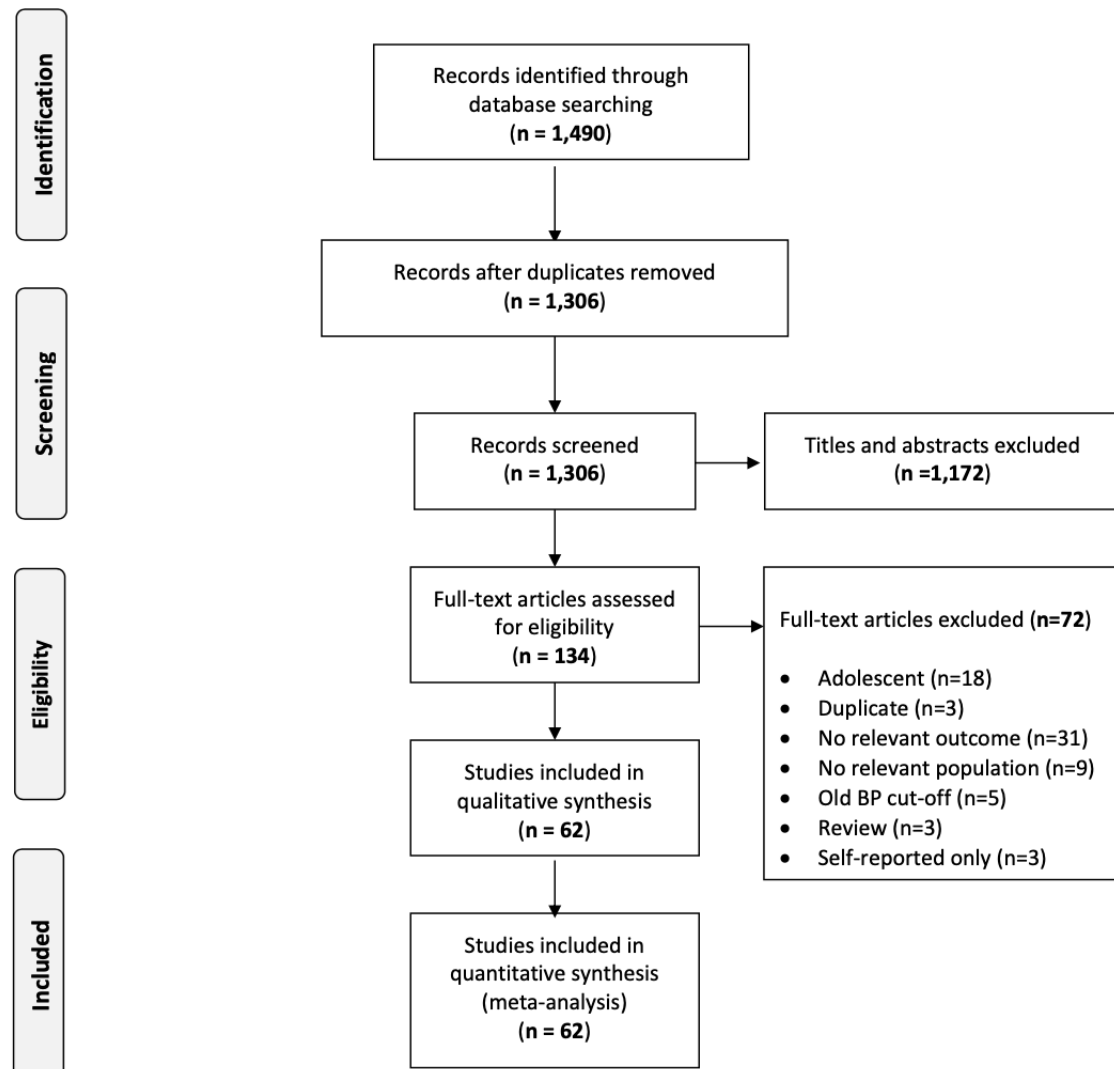 Identification
Records identified through
database searching
(n = 1,490)
Records after duplicates removed
(n = 1,306)
Screening
Records screened
(n = 1,306)
Titles and abstracts excluded
(n =1,172)
Eligibility
Full-text articles assessed
for eligibility
(n = 134)
Full-text articles excluded (n=72)
• Adolescent (n=18)
• Duplicate (n=3)
• No relevant outcome (n=31)
• No relevant population (n=9)
• Old BP cut-off (n=5)
• Review (n=3)
• Self-reported only (n=3)
Studies included in
qualitative synthesis
(n = 62)
Included
Studies included in
quantitative synthesis
(meta-analysis)
(n = 62)